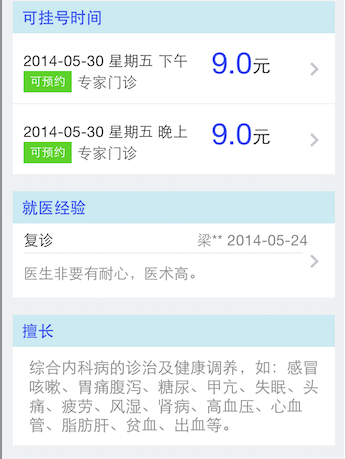 可挂号时间
2014-05-30 星期五 下午 9.0元
可预约 专家门诊
2014-05-30 星期五 晚上 9.0元
可预约 专家门诊
就医经验
复诊 梁** 2014-05-24
医生非要有耐心，医术高。
擅长
综合内科病的诊治及健康调养，如：感冒
咳嗽、胃痛腹泻、糖尿、甲亢、失眠、头
痛、疲劳、风湿、肾病、高血压、心血
管、脂肪肝、贫血、出血等。